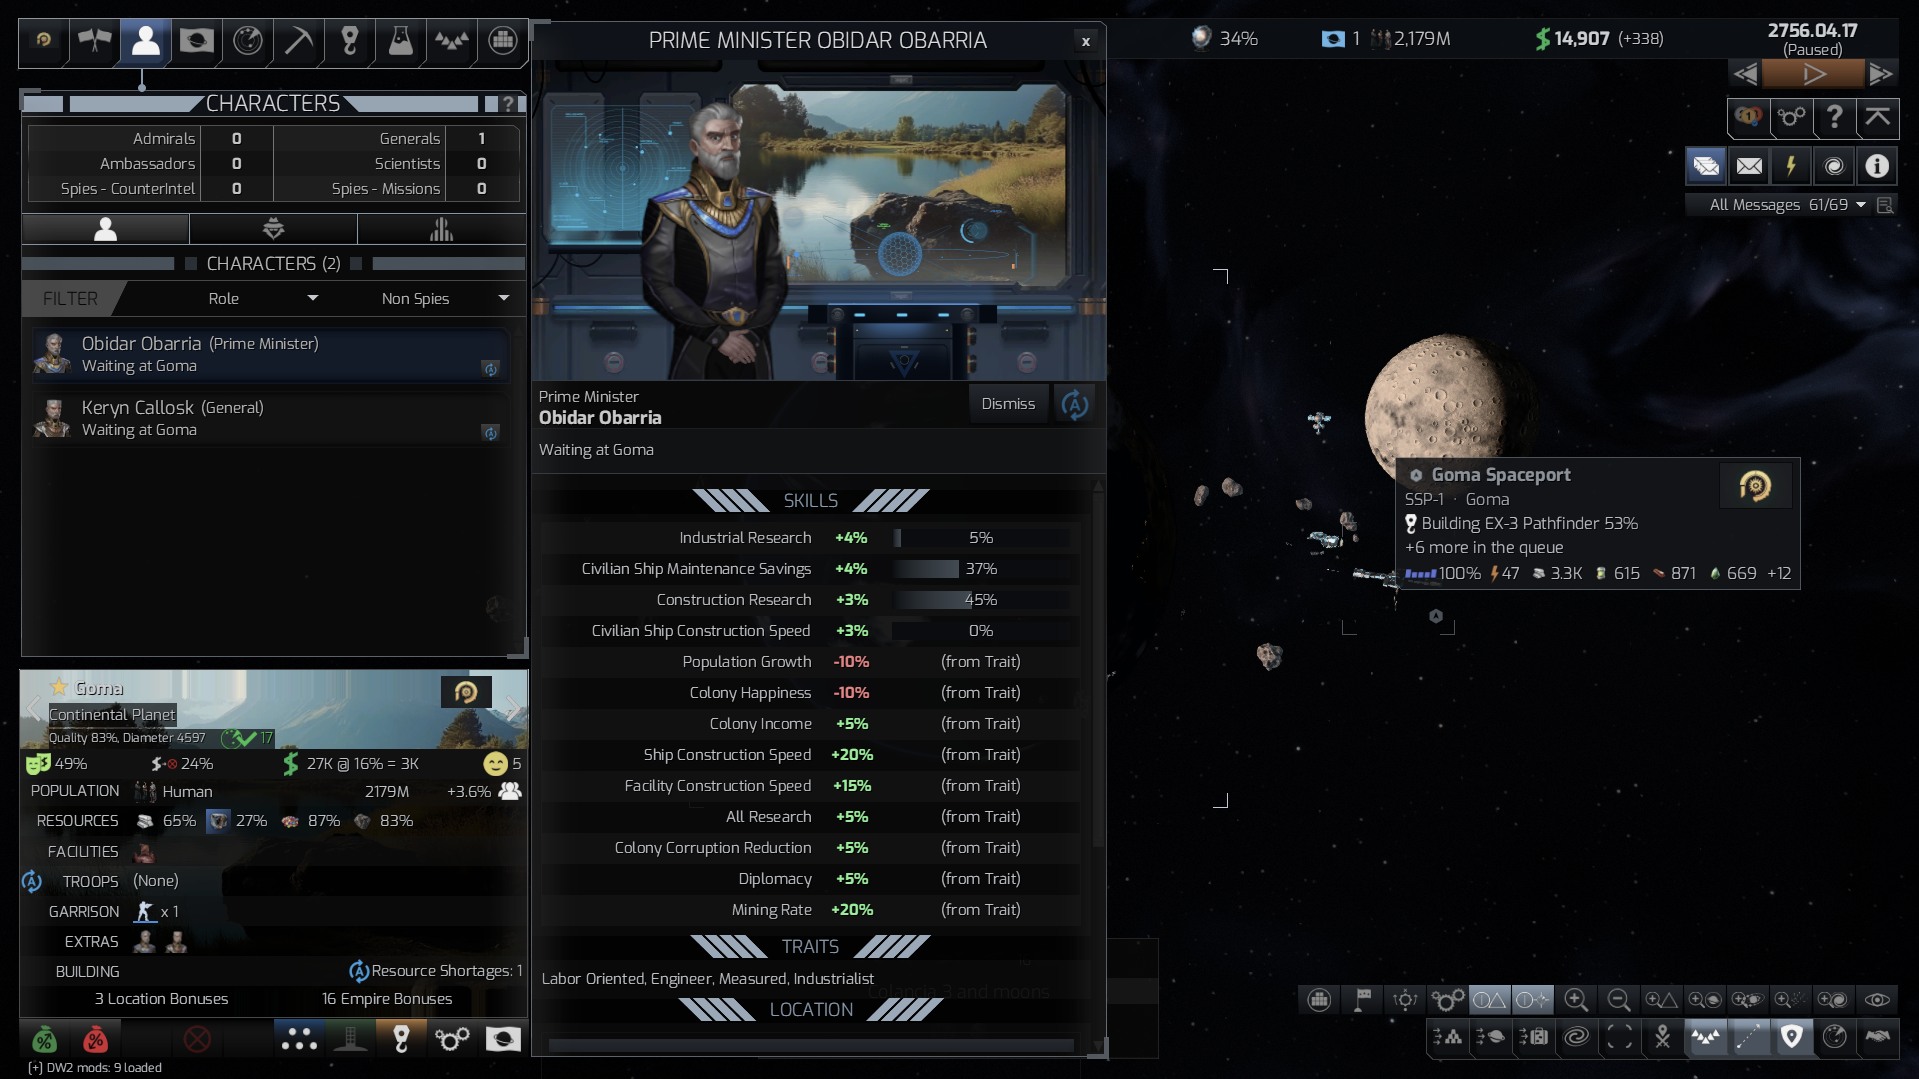 PRIME MINISTER OBIDAR OBARRIA
x
34%
1
2,179M
14,907 (+338)
2756.04.17
(Paused)
CHARACTERS
?
Admirals 0
Generals 1
Ambassadors 0
Scientists 0
Spies - CounterIntel 0
Spies - Missions 0
CHARACTERS (2)
FILTER
Role
Non Spies
Obidar Obarria (Prime Minister)
Waiting at Goma
Keryn Callosk (General)
Waiting at Goma
1
?
All Messages 61/69
Prime Minister
Obidar Obarria
Dismiss
Waiting at Goma
SKILLS
Industrial Research +4% 5%
Civilian Ship Maintenance Savings +4% 37%
Construction Research +3% 45%
Civilian Ship Construction Speed +3% 0%
Population Growth -10% (from Trait)
Colony Happiness -10% (from Trait)
Colony Income +5% (from Trait)
Ship Construction Speed +20% (from Trait)
Facility Construction Speed +15% (from Trait)
All Research +5% (from Trait)
Colony Corruption Reduction +5% (from Trait)
Diplomacy +5% (from Trait)
Mining Rate +20% (from Trait)
TRAITS
Labor Oriented, Engineer, Measured, Industrialist
LOCATION
Goma Spaceport
SSP-1 · Goma
Building EX-3 Pathfinder 53%
+6 more in the queue
100% 47 3.3K 615 871 669 +12
Goma
Continental Planet
Quality 83%, Diameter 4597 17
49% 24% 27K @ 16% = 3K 5
POPULATION Human 2179M +3.6%
RESOURCES 65% 27% 87% 83%
FACILITIES
TROOPS (None)
GARRISON x 1
EXTRAS
BUILDING Resource Shortages: 1
3 Location Bonuses 16 Empire Bonuses
Colancia 3 and moons
[+] DW2 mods: 9 loaded